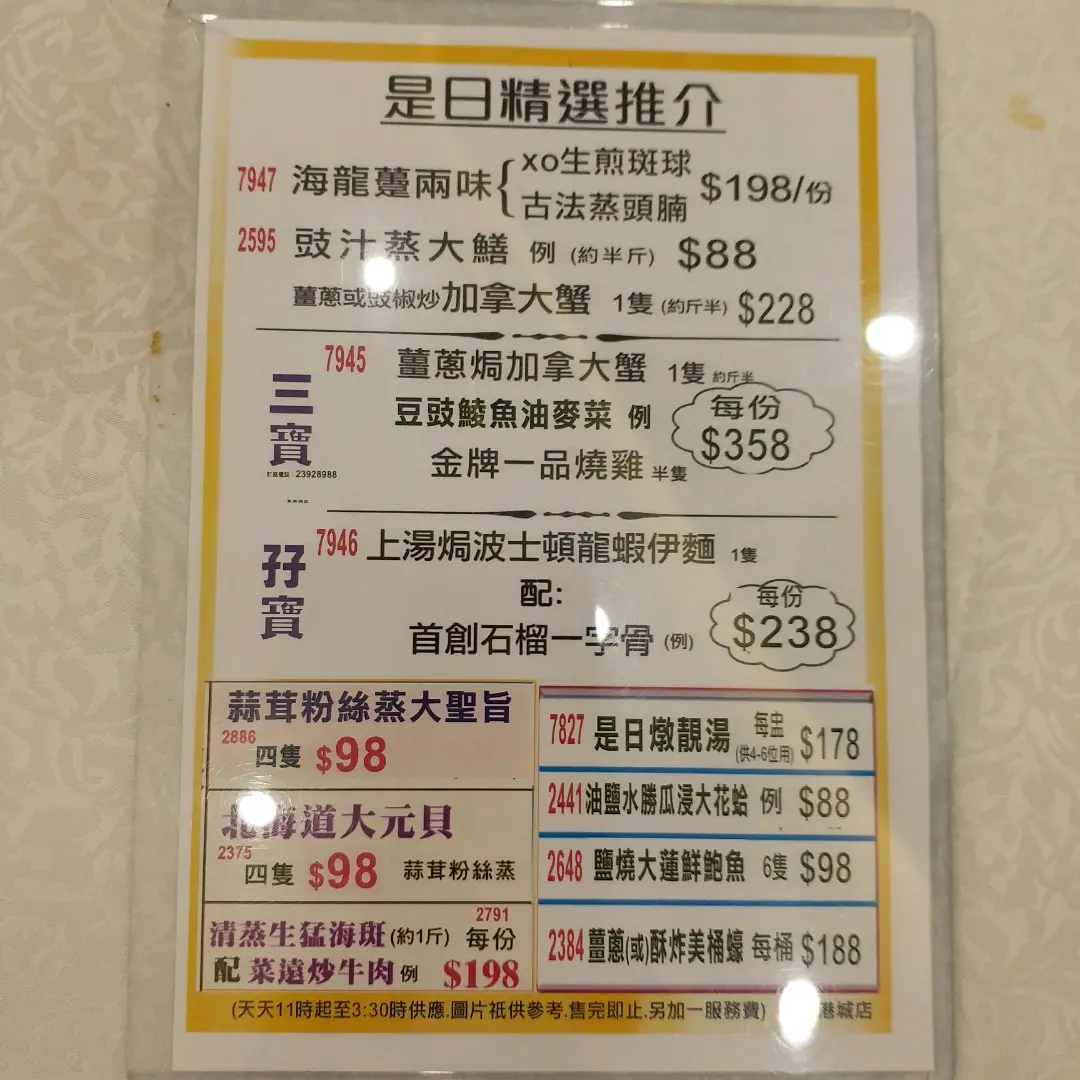 是日精選推介
7947 海龍躉兩味
xo生煎斑球
古法蒸頭腩
$198/份
2595 豉汁蒸大鱔 例 (約半斤) $88
薑蔥或豉椒炒加拿大蟹 1隻 (約斤半) $228
三寶
訂座電話：23928988
7945 薑蔥焗加拿大蟹 1隻 約斤半
豆豉鯪魚油麥菜 例
金牌一品燒雞 半隻
每份
$358
孖寶
7946 上湯焗波士頓龍蝦伊麵 1隻
配:
首創石榴一字骨 (例)
每份
$238
蒜茸粉絲蒸大聖旨
2886 四隻 $98
北海道大元貝
2375 四隻 $98 蒜茸粉絲蒸
2791
清蒸生猛海斑 (約1斤) 每份
配 菜遠炒牛肉 例 $198
7827 是日燉靚湯 每盅 (供4-6位用) $178
2441 油鹽水勝瓜浸大花蛤 例 $88
2648 鹽燒大蓮鮮鮑魚 6隻 $98
2384 薑蔥(或)酥炸美桶蠔 每桶 $188
(天天11時起至3:30時供應.圖片祇供參考.售完即止.另加一服務費) 港城店